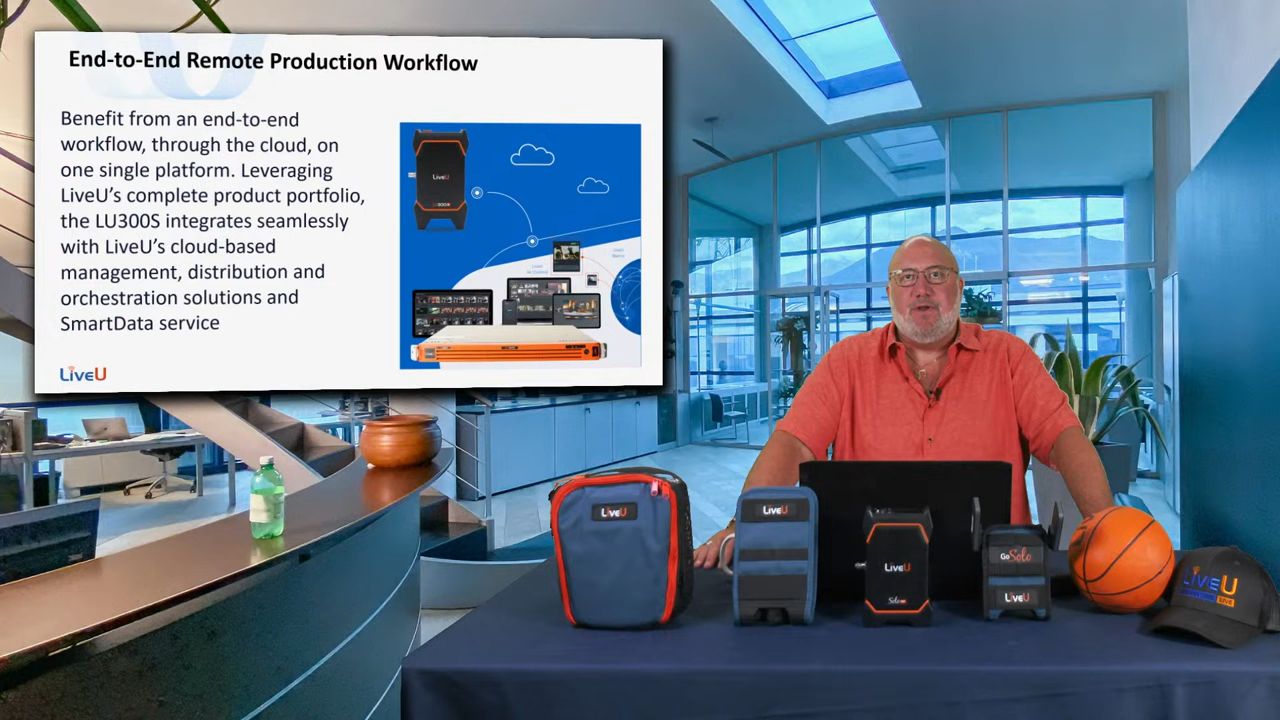 End-to-End Remote Production Workflow
Benefit from an end-to-end
workflow, through the cloud, on
one single platform. Leveraging
LiveU's complete product portfolio,
the LU300S integrates seamlessly
with LiveU's cloud-based
management, distribution and
orchestration solutions and
SmartData service
LiveU
LiveU
LiveU
LiveU
LiveU
Solo
Go Solo
LiveU
LiveU
LIVE